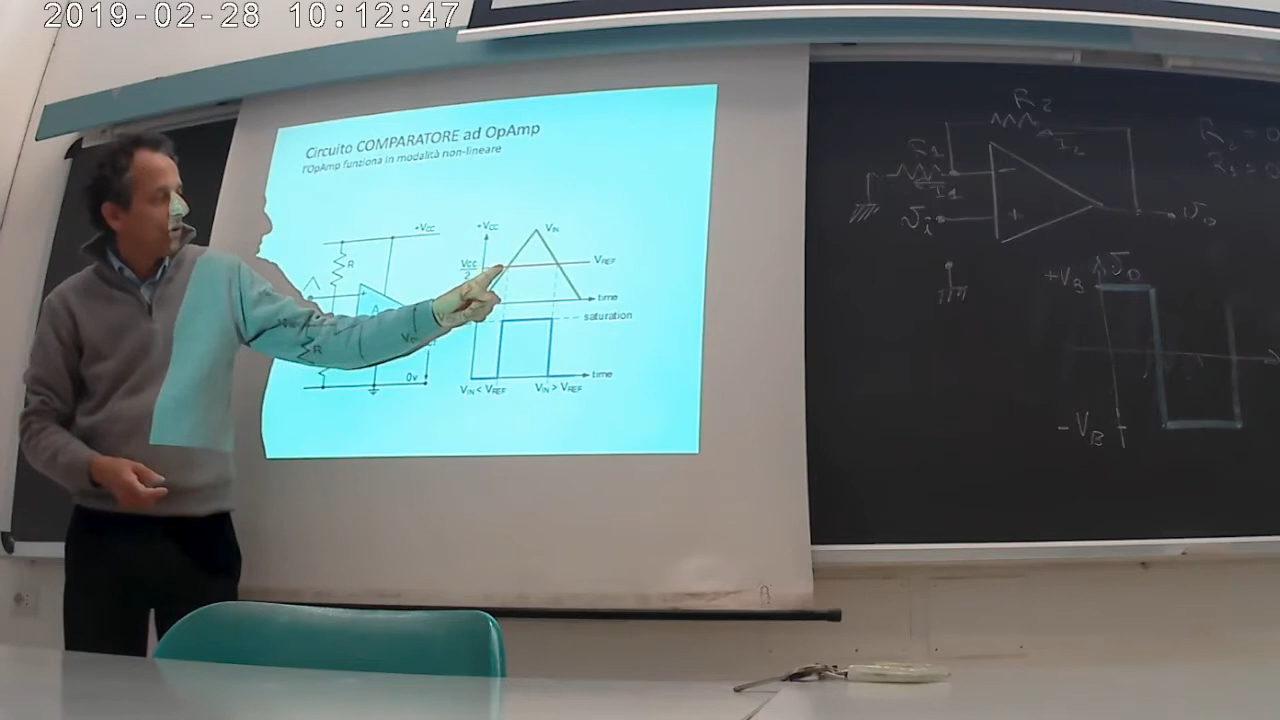 2019-02-28 10:12:47
Circuito COMPARATORE ad OpAmp
l'OpAmp funziona in modalità non-lineare
+Vcc
R
A
R
0v
+Vcc
VIN
Vcc/2
VREF
time
saturation
time
VIN < VREF
VIN > VREF
R2
I2
R1
I1
−
+
vi
vo
+VB
vo
-VB